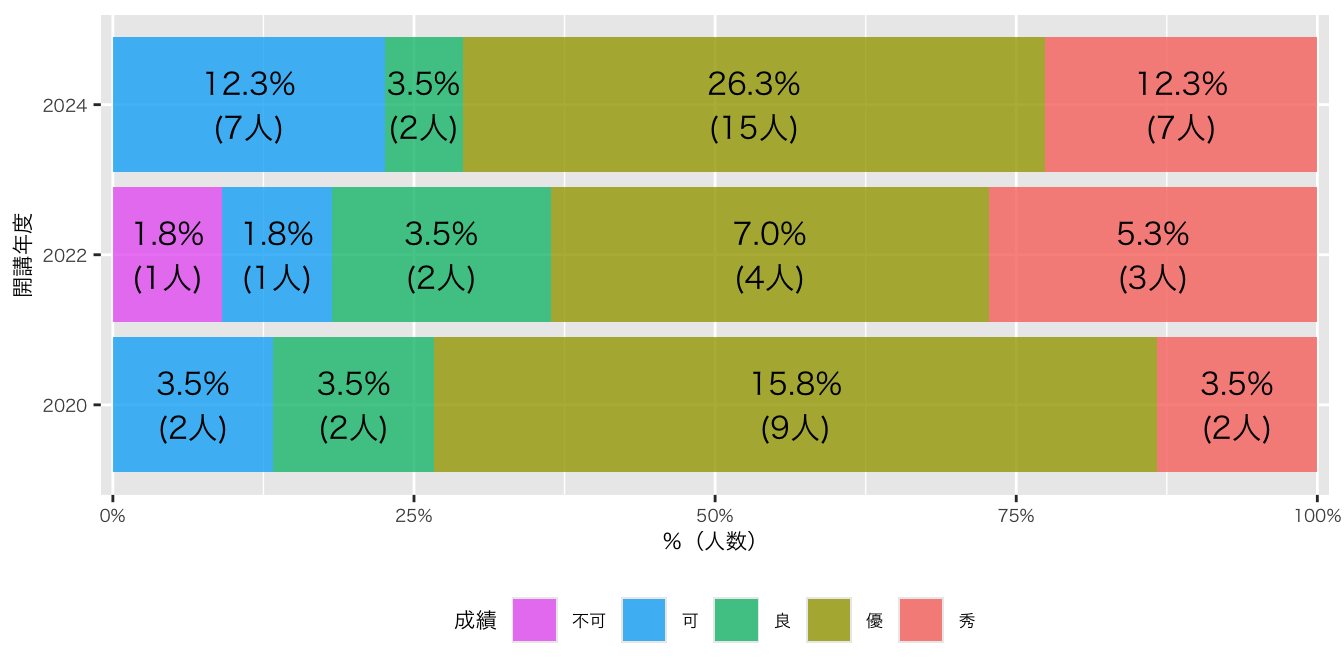 12.3%
(7人)
3.5%
(2人)
26.3%
(15人)
12.3%
(7人)
2024
1.8%
(1人)
1.8%
(1人)
3.5%
(2人)
7.0%
(4人)
5.3%
(3人)
2022
開講年度
3.5%
(2人)
3.5%
(2人)
15.8%
(9人)
3.5%
(2人)
2020
0% 25% 50% 75% 100%
%（人数）
成績 不可 可 良 優 秀